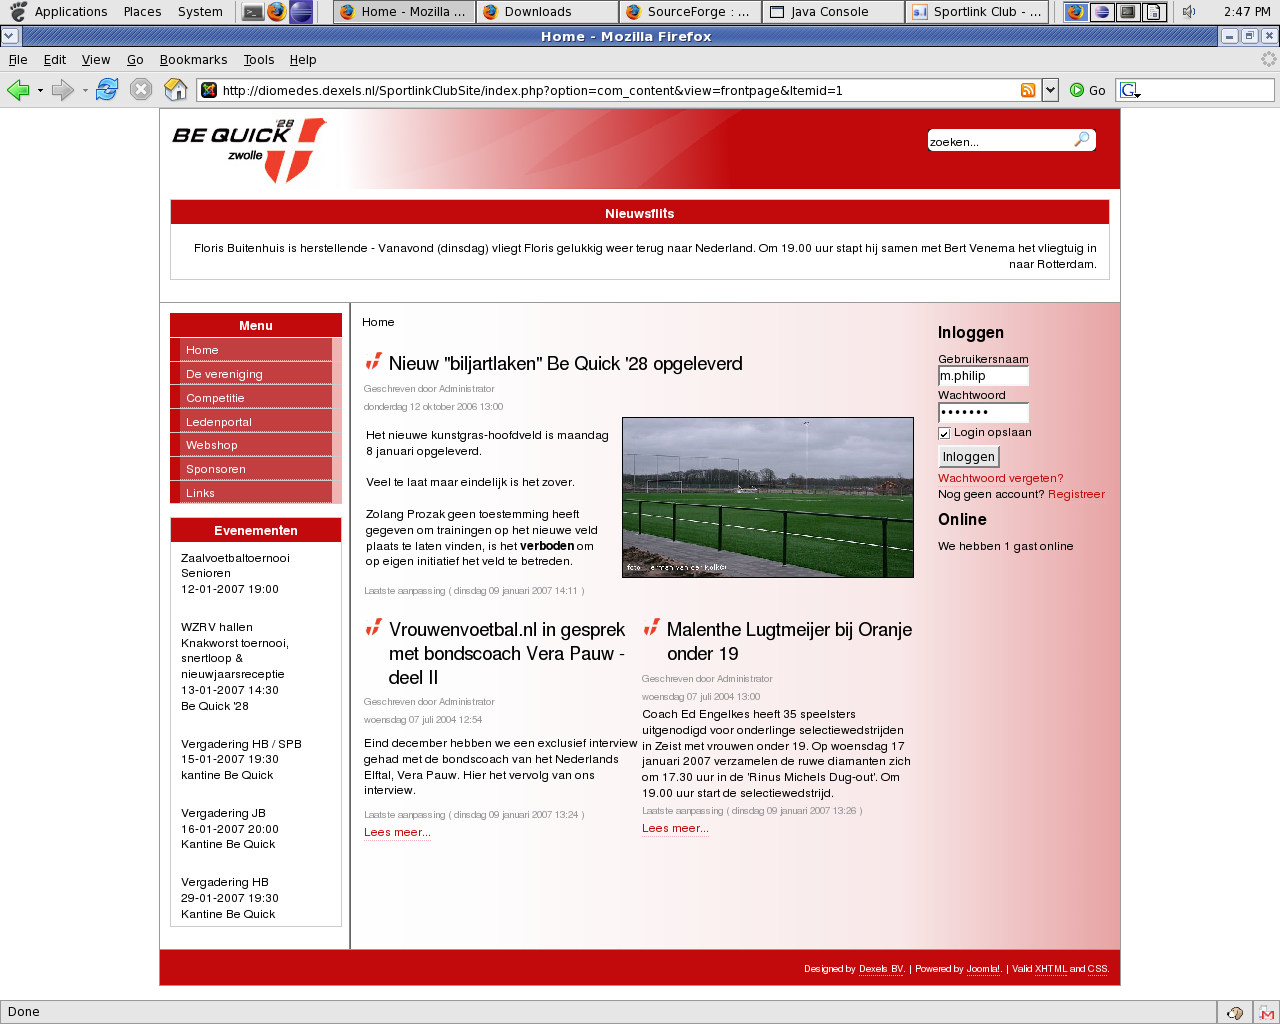 Applications Places System
Home - Mozilla ...
Downloads
SourceForge : ...
Java Console
Sportlink Club - ...
2:47 PM
Home - Mozilla Firefox
File Edit View Go Bookmarks Tools Help
http://diomedes.dexels.nl/SportlinkClubSite/index.php?option=com_content&view=frontpage&Itemid=1
Go
G
BE QUICK '28
zwolle
zoeken...
Nieuwsflits
Floris Buitenhuis is herstellende - Vanavond (dinsdag) vliegt Floris gelukkig weer terug naar Nederland. Om 19.00 uur stapt hij samen met Bert Venema het vliegtuig in
naar Rotterdam.
Menu
Home
De vereniging
Competitie
Ledenportal
Webshop
Sponsoren
Links
Evenementen
Zaalvoetbaltoernooi
Senioren
12-01-2007 19:00
WZRV hallen
Knakworst toernooi,
snertloop &
nieuwjaarsreceptie
13-01-2007 14:30
Be Quick '28
Vergadering HB / SPB
15-01-2007 19:30
kantine Be Quick
Vergadering JB
16-01-2007 20:00
Kantine Be Quick
Vergadering HB
29-01-2007 19:30
Kantine Be Quick
Home
Nieuw "biljartlaken" Be Quick '28 opgeleverd
Geschreven door Administrator
donderdag 12 oktober 2006 13:00
Het nieuwe kunstgras-hoofdveld is maandag
8 januari opgeleverd.
Veel te laat maar eindelijk is het zover.
Zolang Prozak geen toestemming heeft
gegeven om trainingen op het nieuwe veld
plaats te laten vinden, is het verboden om
op eigen initiatief het veld te betreden.
Laatste aanpassing ( dinsdag 09 januari 2007 14:11 )
Vrouwenvoetbal.nl in gesprek
met bondscoach Vera Pauw -
deel II
Geschreven door Administrator
woensdag 07 juli 2004 12:54
Eind december hebben we een exclusief interview
gehad met de bondscoach van het Nederlands
Elftal, Vera Pauw. Hier het vervolg van ons
interview.
Laatste aanpassing ( dinsdag 09 januari 2007 13:24 )
Lees meer...
Malenthe Lugtmeijer bij Oranje
onder 19
Geschreven door Administrator
woensdag 07 juli 2004 13:00
Coach Ed Engelkes heeft 35 speelsters
uitgenodigd voor onderlinge selectiewedstrijden
in Zeist met vrouwen onder 19. Op woensdag 17
januari 2007 verzamelen de ruwe diamanten zich
om 17.30 uur in de 'Rinus Michels Dug-out'. Om
19.00 uur start de selectiewedstrijd.
Laatste aanpassing ( dinsdag 09 januari 2007 13:26 )
Lees meer...
Inloggen
Gebruikersnaam
m.philip
Wachtwoord
•••••••
Login opslaan
Inloggen
Wachtwoord vergeten?
Nog geen account? Registreer
Online
We hebben 1 gast online
Designed by Dexels BV. | Powered by Joomla!. | Valid XHTML and CSS.
Done